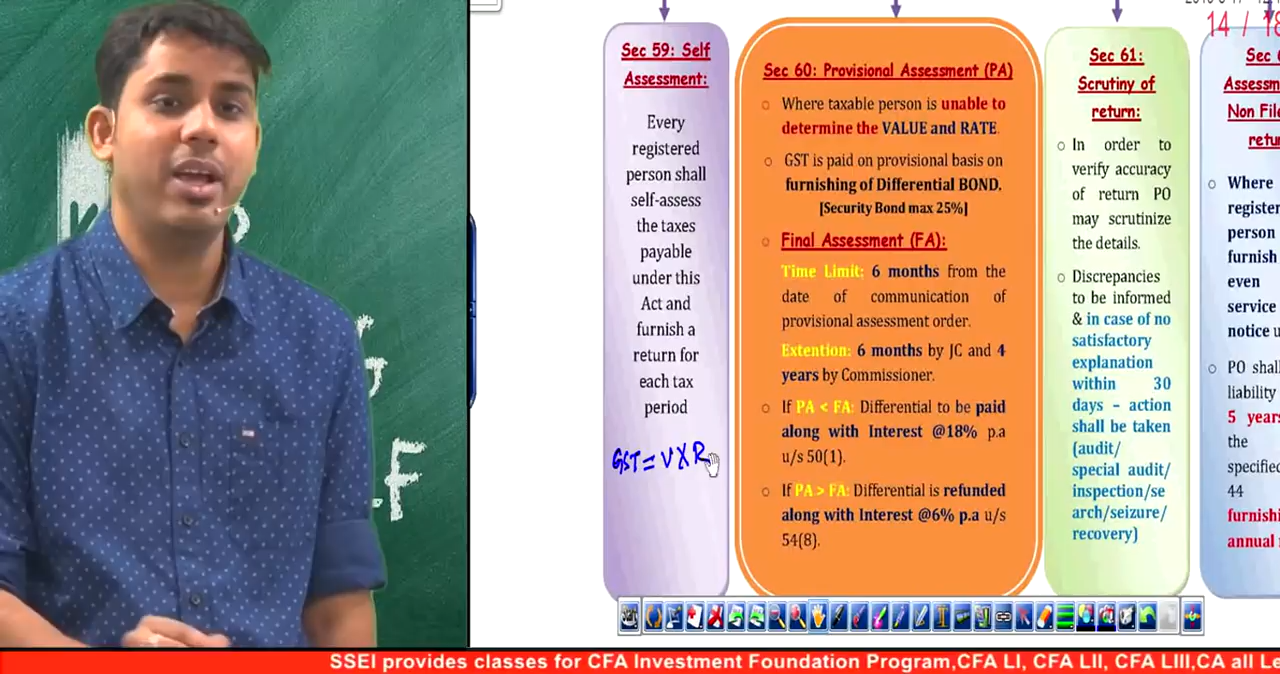 14 / 18
Sec 59: Self
Assessment:
Every
registered
person shall
self-assess
the taxes
payable
under this
Act and
furnish a
return for
each tax
period
GST = V X R
Sec 60: Provisional Assessment (PA)
Where taxable person is unable to
determine the VALUE and RATE.
GST is paid on provisional basis on
furnishing of Differential BOND.
[Security Bond max 25%]
Final Assessment (FA):
Time Limit: 6 months from the
date of communication of
provisional assessment order.
Extention: 6 months by JC and 4
years by Commissioner.
If PA < FA: Differential to be paid
along with Interest @18% p.a
u/s 50(1).
If PA > FA: Differential is refunded
along with Interest @6% p.a u/s
54(8).
Sec 61:
Scrutiny of
return:
In order to
verify accuracy
of return PO
may scrutinize
the details.
Discrepancies
to be informed
& in case of no
satisfactory
explanation
within 30
days – action
shall be taken
(audit/
special audit/
inspection/se
arch/seizure/
recovery)
Sec
Assessm
Non File
retu
Where
register
person
furnish
even
service
notice u
PO shal
liability
5 years
the
specifie
44
furnishi
annual
SSEI provides classes for CFA Investment Foundation Program,CFA LI, CFA LII, CFA LIII,CA all Le